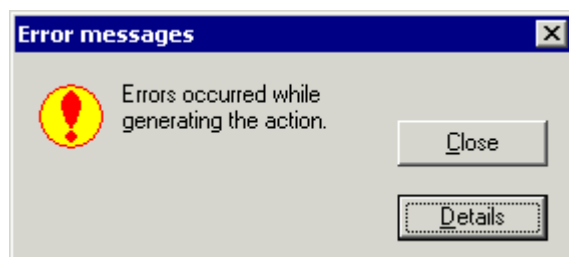 Error messages
Errors occurred while
generating the action.
Close
Details